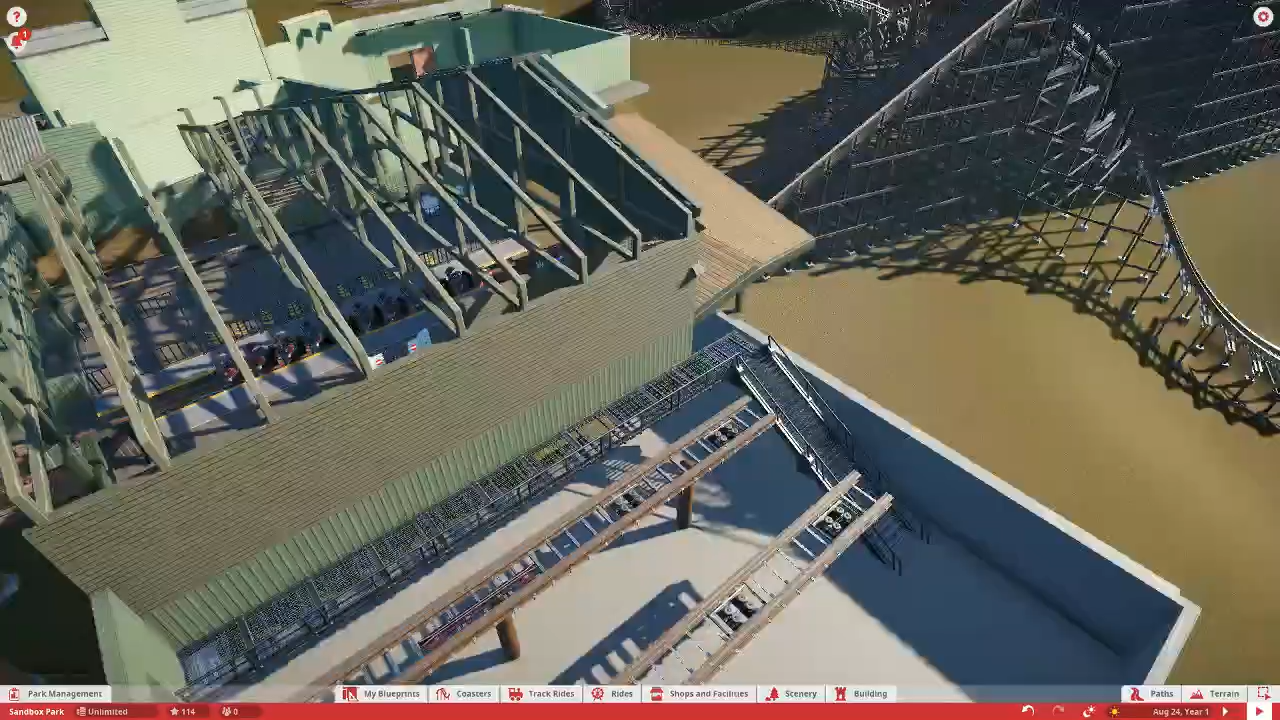 ?
1
Park Management
My Blueprints
Coasters
Track Rides
Rides
Shops and Facilities
Scenery
Building
Paths
Terrain
Sandbox Park
Unlimited
114
0
Aug 24, Year 1